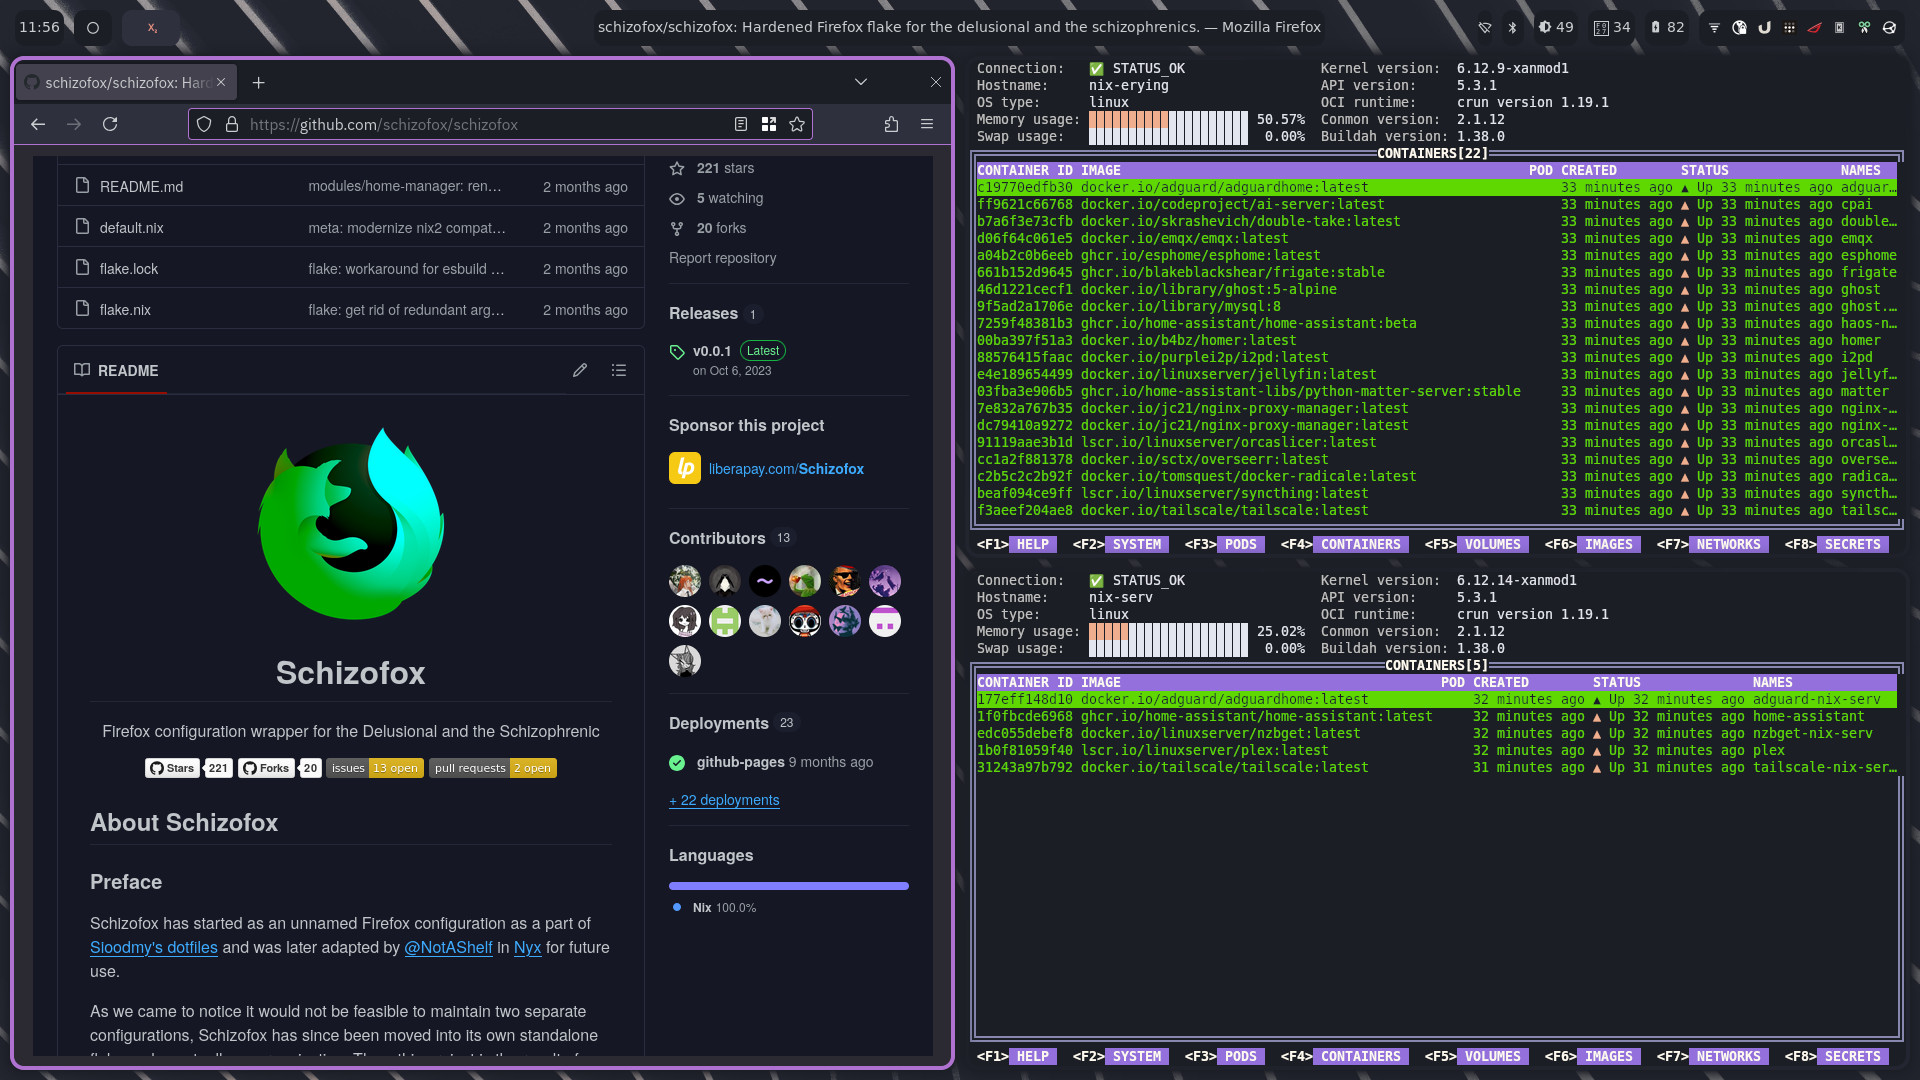 11:56
schizofox/schizofox: Hardened Firefox flake for the delusional and the schizophrenics. — Mozilla Firefox
49
34
82
schizofox/schizofox: Hard
https://github.com/schizofox/schizofox
README.md modules/home-manager: ren… 2 months ago
default.nix meta: modernize nix2 compat… 2 months ago
flake.lock flake: workaround for esbuild … 2 months ago
flake.nix flake: get rid of redundant arg… 2 months ago
README
Schizofox
Firefox configuration wrapper for the Delusional and the Schizophrenic
Stars 221 Forks 20 issues 13 open pull requests 2 open
About Schizofox
Preface
Schizofox has started as an unnamed Firefox configuration as a part of
Sioodmy's dotfiles and was later adapted by @NotAShelf in Nyx for future
use.
As we came to notice it would not be feasible to maintain two separate
configurations, Schizofox has since been moved into its own standalone
221 stars
5 watching
20 forks
Report repository
Releases 1
v0.0.1 Latest
on Oct 6, 2023
Sponsor this project
lp liberapay.com/Schizofox
Contributors 13
Deployments 23
github-pages 9 months ago
+ 22 deployments
Languages
Nix 100.0%
Connection: ✅ STATUS_OK Kernel version: 6.12.9-xanmod1
Hostname: nix-erying API version: 5.3.1
OS type: linux OCI runtime: crun version 1.19.1
Memory usage: 50.57% Conmon version: 2.1.12
Swap usage: 0.00% Buildah version: 1.38.0
CONTAINERS[22]
CONTAINER ID IMAGE POD CREATED STATUS NAMES
c19770edfb30 docker.io/adguard/adguardhome:latest 33 minutes ago ▲ Up 33 minutes ago adguar…
ff9621c66768 docker.io/codeproject/ai-server:latest 33 minutes ago ▲ Up 33 minutes ago cpai
b7a6f3e73cfb docker.io/skrashevich/double-take:latest 33 minutes ago ▲ Up 33 minutes ago double…
d06f64c061e5 docker.io/emqx/emqx:latest 33 minutes ago ▲ Up 33 minutes ago emqx
a04b2c0b6eeb ghcr.io/esphome/esphome:latest 33 minutes ago ▲ Up 33 minutes ago esphome
661b152d9645 ghcr.io/blakeblackshear/frigate:stable 33 minutes ago ▲ Up 33 minutes ago frigate
46d1221cecf1 docker.io/library/ghost:5-alpine 33 minutes ago ▲ Up 33 minutes ago ghost
9f5ad2a1706e docker.io/library/mysql:8 33 minutes ago ▲ Up 33 minutes ago ghost.…
7259f48381b3 ghcr.io/home-assistant/home-assistant:beta 33 minutes ago ▲ Up 33 minutes ago haos-n…
00ba397f51a3 docker.io/b4bz/homer:latest 33 minutes ago ▲ Up 33 minutes ago homer
88576415faac docker.io/purplei2p/i2pd:latest 33 minutes ago ▲ Up 33 minutes ago i2pd
e4e189654499 docker.io/linuxserver/jellyfin:latest 33 minutes ago ▲ Up 33 minutes ago jellyf…
03fba3e906b5 ghcr.io/home-assistant-libs/python-matter-server:stable 33 minutes ago ▲ Up 33 minutes ago matter
7e832a767b35 docker.io/jc21/nginx-proxy-manager:latest 33 minutes ago ▲ Up 33 minutes ago nginx-…
dc79410a9272 docker.io/jc21/nginx-proxy-manager:latest 33 minutes ago ▲ Up 33 minutes ago nginx-…
91119aae3b1d lscr.io/linuxserver/orcaslicer:latest 33 minutes ago ▲ Up 33 minutes ago orcasl…
cc1a2f881378 docker.io/sctx/overseerr:latest 33 minutes ago ▲ Up 33 minutes ago overse…
c2b5c2c2b92f docker.io/tomsquest/docker-radicale:latest 33 minutes ago ▲ Up 33 minutes ago radica…
beaf094ce9ff lscr.io/linuxserver/syncthing:latest 33 minutes ago ▲ Up 33 minutes ago syncth…
f3aeef204ae8 docker.io/tailscale/tailscale:latest 33 minutes ago ▲ Up 33 minutes ago tailsc…
<F1> HELP <F2> SYSTEM <F3> PODS <F4> CONTAINERS <F5> VOLUMES <F6> IMAGES <F7> NETWORKS <F8> SECRETS
Connection: ✅ STATUS_OK Kernel version: 6.12.14-xanmod1
Hostname: nix-serv API version: 5.3.1
OS type: linux OCI runtime: crun version 1.19.1
Memory usage: 25.02% Conmon version: 2.1.12
Swap usage: 0.00% Buildah version: 1.38.0
CONTAINERS[5]
CONTAINER ID IMAGE POD CREATED STATUS NAMES
177eff148d10 docker.io/adguard/adguardhome:latest 32 minutes ago ▲ Up 32 minutes ago adguard-nix-serv
1f0fbcde6968 ghcr.io/home-assistant/home-assistant:latest 32 minutes ago ▲ Up 32 minutes ago home-assistant
edc055debef8 docker.io/linuxserver/nzbget:latest 32 minutes ago ▲ Up 32 minutes ago nzbget-nix-serv
1b0f81059f40 lscr.io/linuxserver/plex:latest 32 minutes ago ▲ Up 32 minutes ago plex
31243a97b792 docker.io/tailscale/tailscale:latest 31 minutes ago ▲ Up 31 minutes ago tailscale-nix-ser…
<F1> HELP <F2> SYSTEM <F3> PODS <F4> CONTAINERS <F5> VOLUMES <F6> IMAGES <F7> NETWORKS <F8> SECRETS